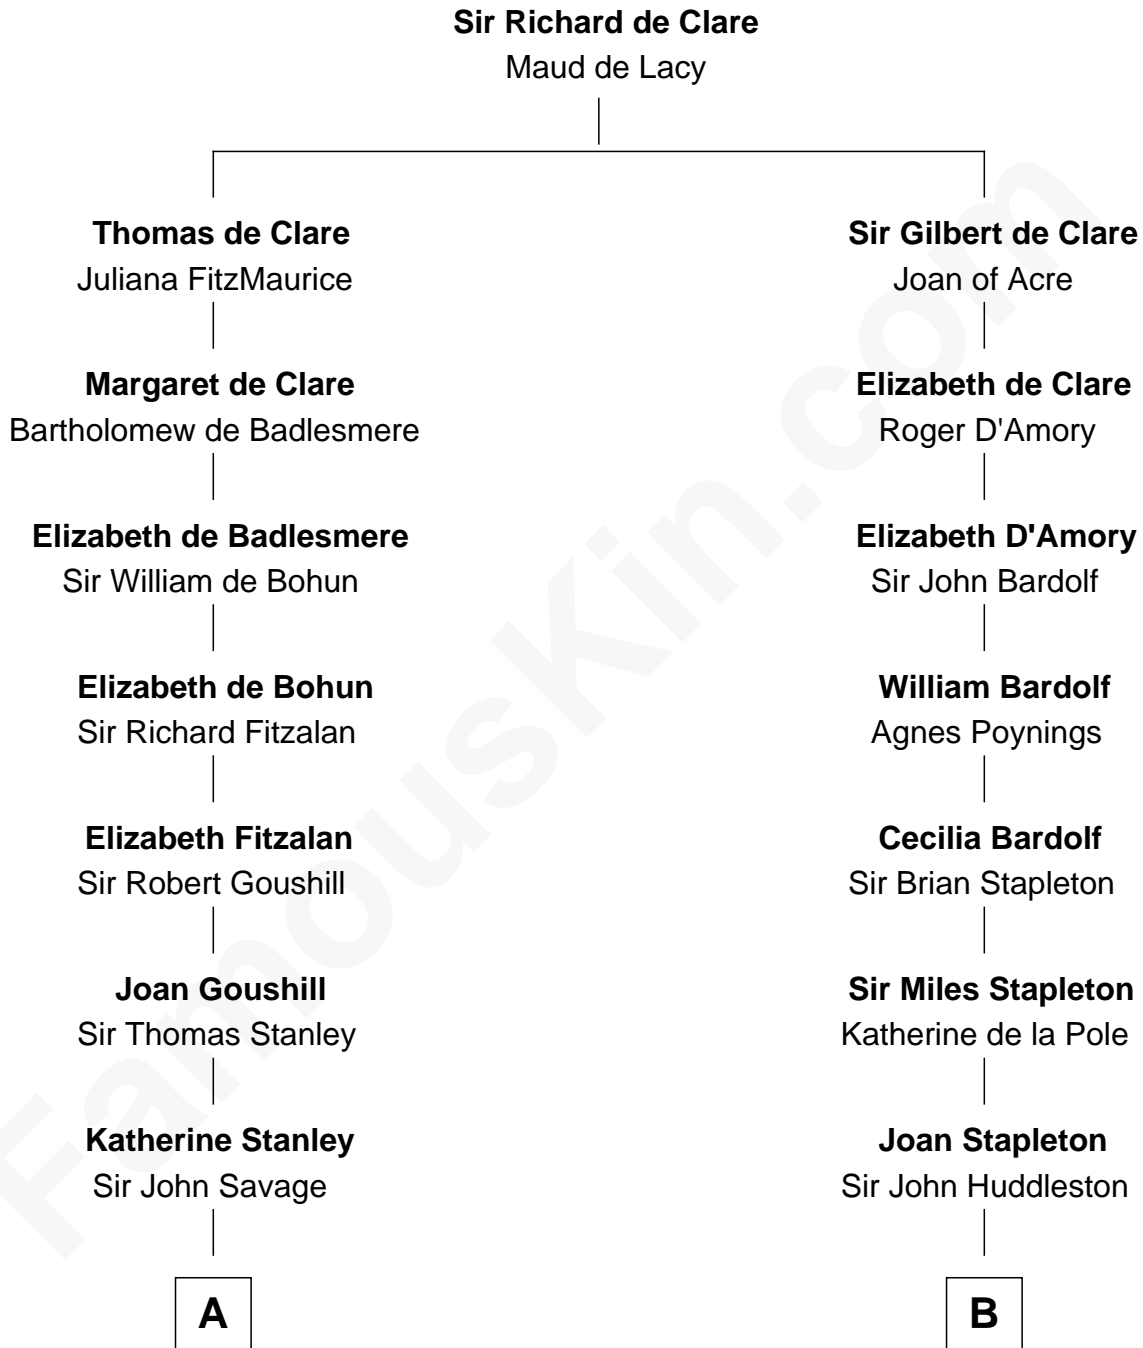 Sir Richard de Clare
Maud de Lacy
Thomas de Clare
Juliana FitzMaurice
Margaret de Clare
Bartholomew de Badlesmere
Elizabeth de Badlesmere
Sir William de Bohun
Elizabeth de Bohun
Sir Richard Fitzalan
Elizabeth Fitzalan
Sir Robert Goushill
Joan Goushill
Sir Thomas Stanley
Katherine Stanley
Sir John Savage
A
Sir Gilbert de Clare
Joan of Acre
Elizabeth de Clare
Roger D'Amory
Elizabeth D'Amory
Sir John Bardolf
William Bardolf
Agnes Poynings
Cecilia Bardolf
Sir Brian Stapleton
Sir Miles Stapleton
Katherine de la Pole
Joan Stapleton
Sir John Huddleston
B
FamousKin.com